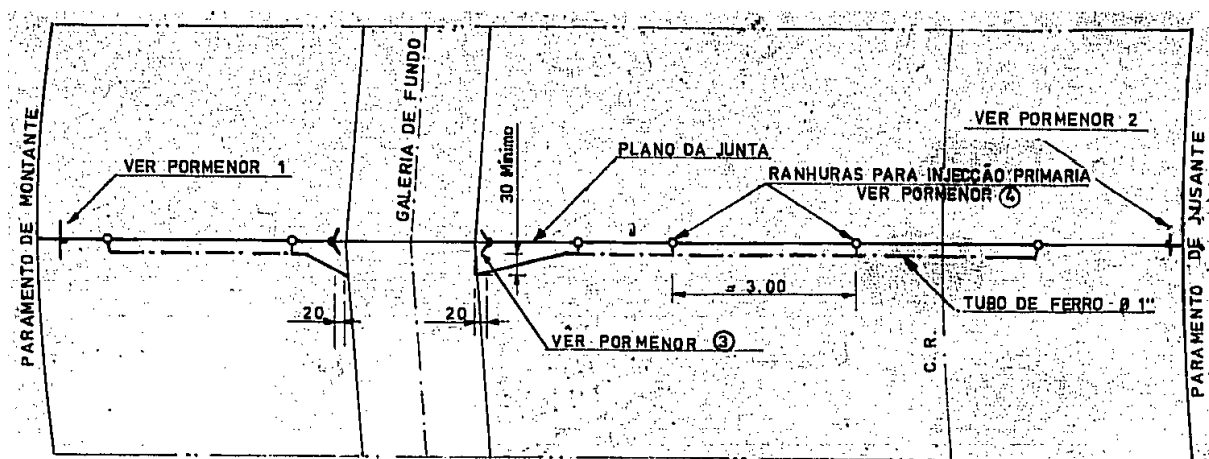 PARAMENTO DE MONTANTE
VER PORMENOR 1
GALERIA DE FUNDO
30 Mínimo
PLANO DA JUNTA
VER PORMENOR 2
RANHURAS PARA INJECÇÃO PRIMARIA
VER PORMENOR 4
PARAMENTO DE JUSANTE
20
20
≃ 3.00
TUBO DE FERRO Ø 1"
VER PORMENOR 3
C. R.